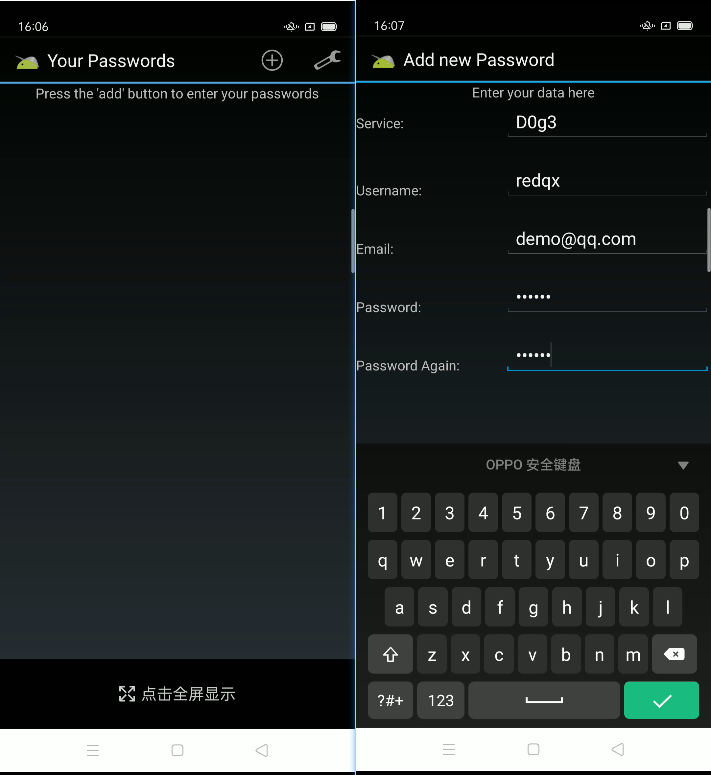 16:06
Your Passwords
Press the 'add' button to enter your passwords
点击全屏显示
16:07
Add new Password
Enter your data here
Service: D0g3
Username: redqx
Email: demo@qq.com
Password: ••••••
Password Again: ••••••
OPPO 安全键盘
1 2 3 4 5 6 7 8 9 0
q w e r t y u i o p
a s d f g h j k l
z x c v b n m
?#+ 123